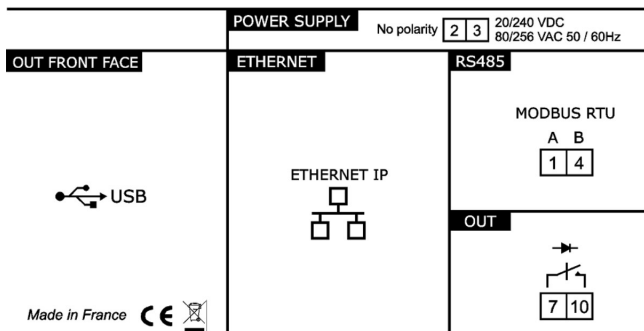 POWER SUPPLY
No polarity 2 3 20/240 VDC
80/256 VAC 50 / 60Hz
OUT FRONT FACE
ETHERNET
RS485
MODBUS RTU
A B
1 4
ETHERNET IP
USB
OUT
7 10
Made in France CE